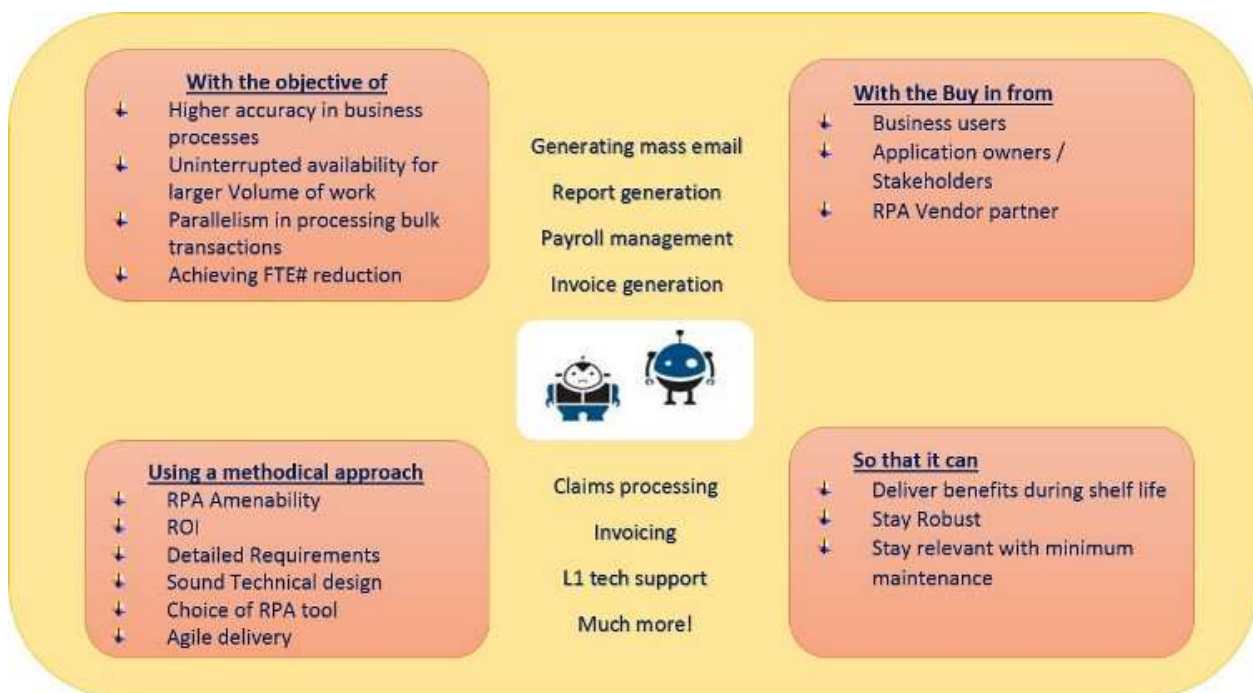 With the objective of
Higher accuracy in business
processes
Uninterrupted availability for
larger Volume of work
Parallelism in processing bulk
transactions
Achieving FTE# reduction
Generating mass email
Report generation
Payroll management
Invoice generation
With the Buy in from
Business users
Application owners /
Stakeholders
RPA Vendor partner
Using a methodical approach
RPA Amenability
ROI
Detailed Requirements
Sound Technical design
Choice of RPA tool
Agile delivery
Claims processing
Invoicing
L1 tech support
Much more!
So that it can
Deliver benefits during shelf life
Stay Robust
Stay relevant with minimum
maintenance